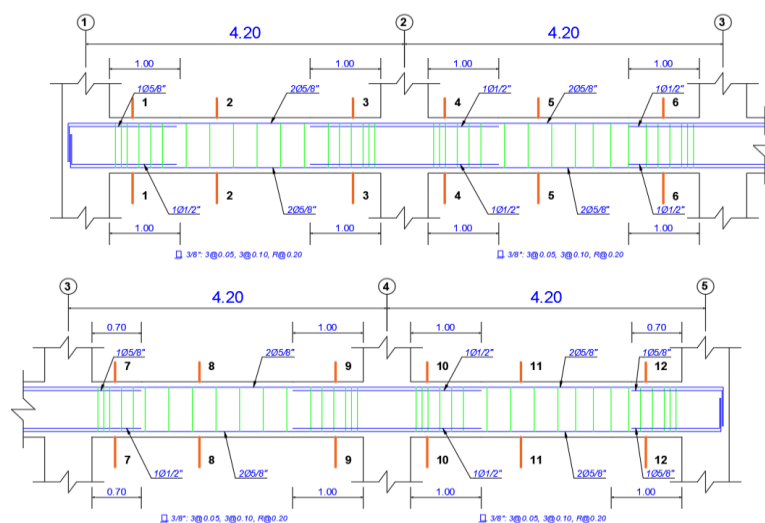 1 2 3
4.20 4.20
1.00 1.00 1.00 1.00
1Ø5/8" 2Ø5/8" 1Ø1/2" 2Ø5/8" 1Ø1/2"
1 2 3 4 5 6
1 2 3 4 5 6
1Ø1/2" 2Ø5/8" 1Ø1/2" 2Ø5/8" 1Ø1/2"
1.00 1.00 1.00 1.00
3/8": 3@0.05, 3@0.10, R@0.20 3/8": 3@0.05, 3@0.10, R@0.20
3 4 5
4.20 4.20
0.70 1.00 1.00 0.70
1Ø5/8" 2Ø5/8" 1Ø1/2" 2Ø5/8" 1Ø5/8"
7 8 9 10 11 12
7 8 9 10 11 12
1Ø1/2" 2Ø5/8" 1Ø1/2" 2Ø5/8" 1Ø5/8"
0.70 1.00 1.00 1.00
3/8": 3@0.05, 3@0.10, R@0.20 3/8": 3@0.05, 3@0.10, R@0.20